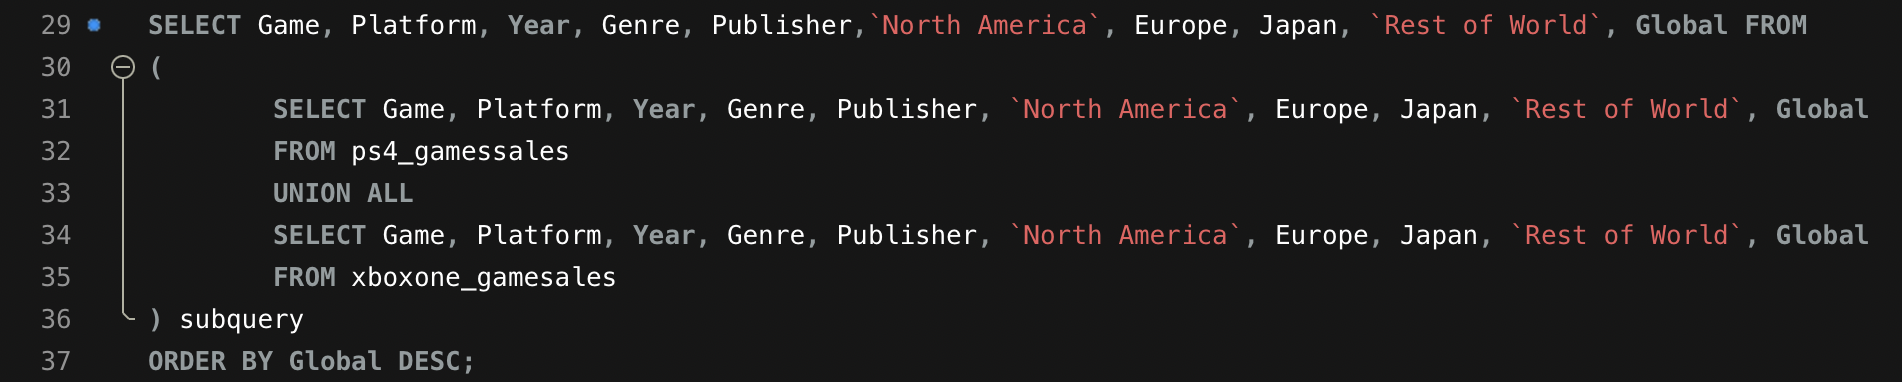 29 SELECT Game, Platform, Year, Genre, Publisher,`North America`, Europe, Japan, `Rest of World`, Global FROM
30 (
31 SELECT Game, Platform, Year, Genre, Publisher, `North America`, Europe, Japan, `Rest of World`, Global
32 FROM ps4_gamessales
33 UNION ALL
34 SELECT Game, Platform, Year, Genre, Publisher, `North America`, Europe, Japan, `Rest of World`, Global
35 FROM xboxone_gamesales
36 ) subquery
37 ORDER BY Global DESC;